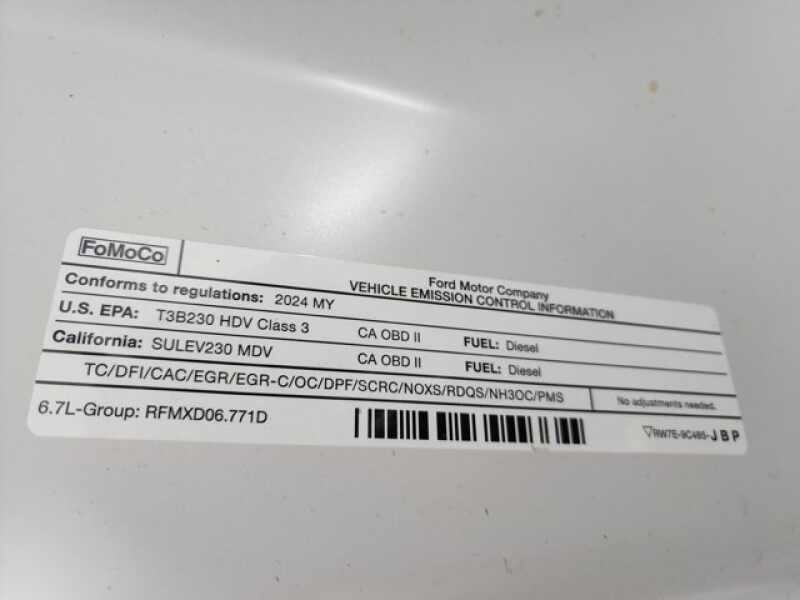 FoMoCo
Ford Motor Company
VEHICLE EMISSION CONTROL INFORMATION
Conforms to regulations: 2024 MY
U.S. EPA: T3B230 HDV Class 3 CA OBD II FUEL: Diesel
California: SULEV230 MDV CA OBD II FUEL: Diesel
TC/DFI/CAC/EGR/EGR-C/OC/DPF/SCRC/NOXS/RDQS/NH3OC/PMS No adjustments needed.
6.7L-Group: RFMXD06.771D RW7E-9C485-JBP